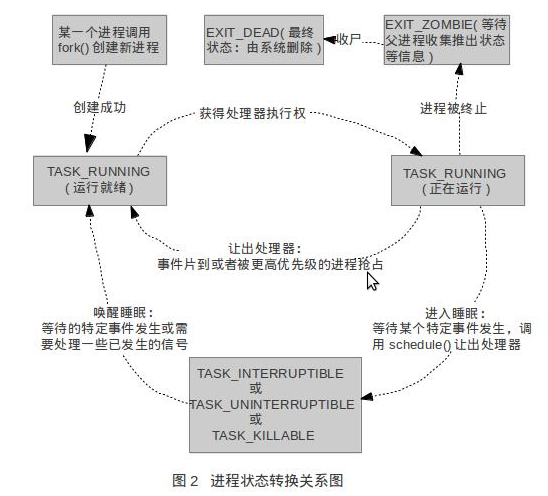 某一个进程调用
fork()创建新进程
EXIT_DEAD(最终
状态：由系统删除)
收尸
EXIT_ZOMBIE(等待
父进程收集推出状态
等信息)
创建成功
获得处理器执行权
进程被终止
TASK_RUNNING
(运行就绪)
TASK_RUNNING
(正在运行)
让出处理器：
事件片到或者被更高优先级的进程抢占
唤醒睡眠：
等待的特定事件发生或需
要处理一些已发生的信号
进入睡眠：
等待某个特定事件发生，调
用 schedule()让出处理器
TASK_INTERRUPTIBLE
或
TASK_UNINTERRUPTIBLE
或
TASK_KILLABLE
图2 进程状态转换关系图